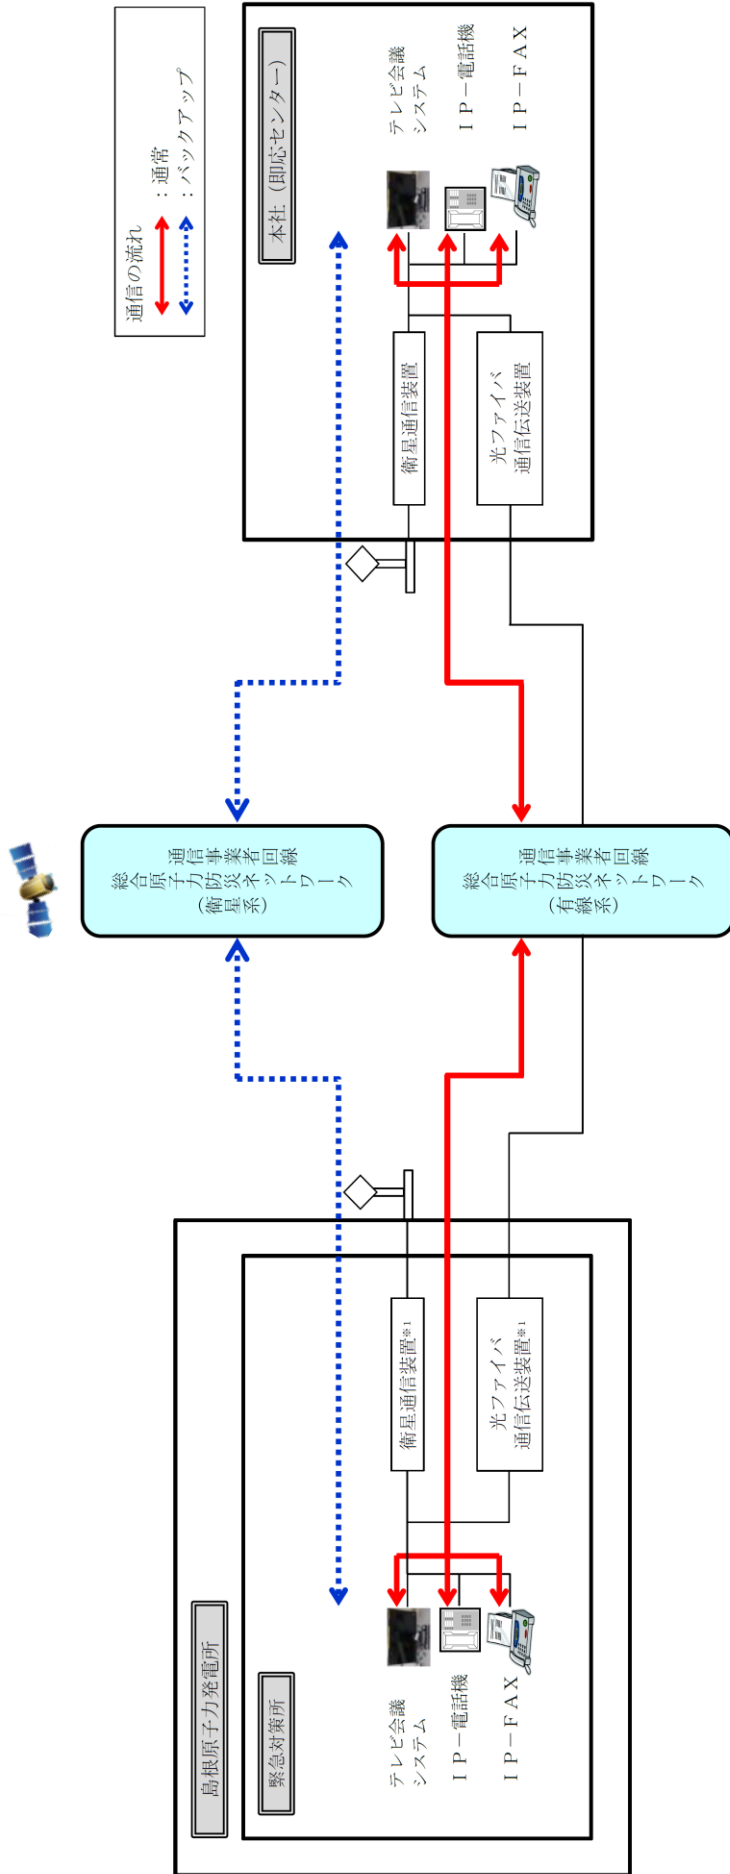 通信の流れ
：通常
：バックアップ
島根原子力発電所
緊急対策所
テレビ会議
システム
ＩＰ－電話機
ＩＰ－ＦＡＸ
衛星通信装置※1
光ファイバ
通信伝送装置※1
通信事業者回線
総合原子力防災ネットワーク
(衛星系)
通信事業者回線
総合原子力防災ネットワーク
(有線系)
本社（即応センター）
衛星通信装置
光ファイバ
通信伝送装置
テレビ会議
システム
ＩＰ－電話機
ＩＰ－ＦＡＸ